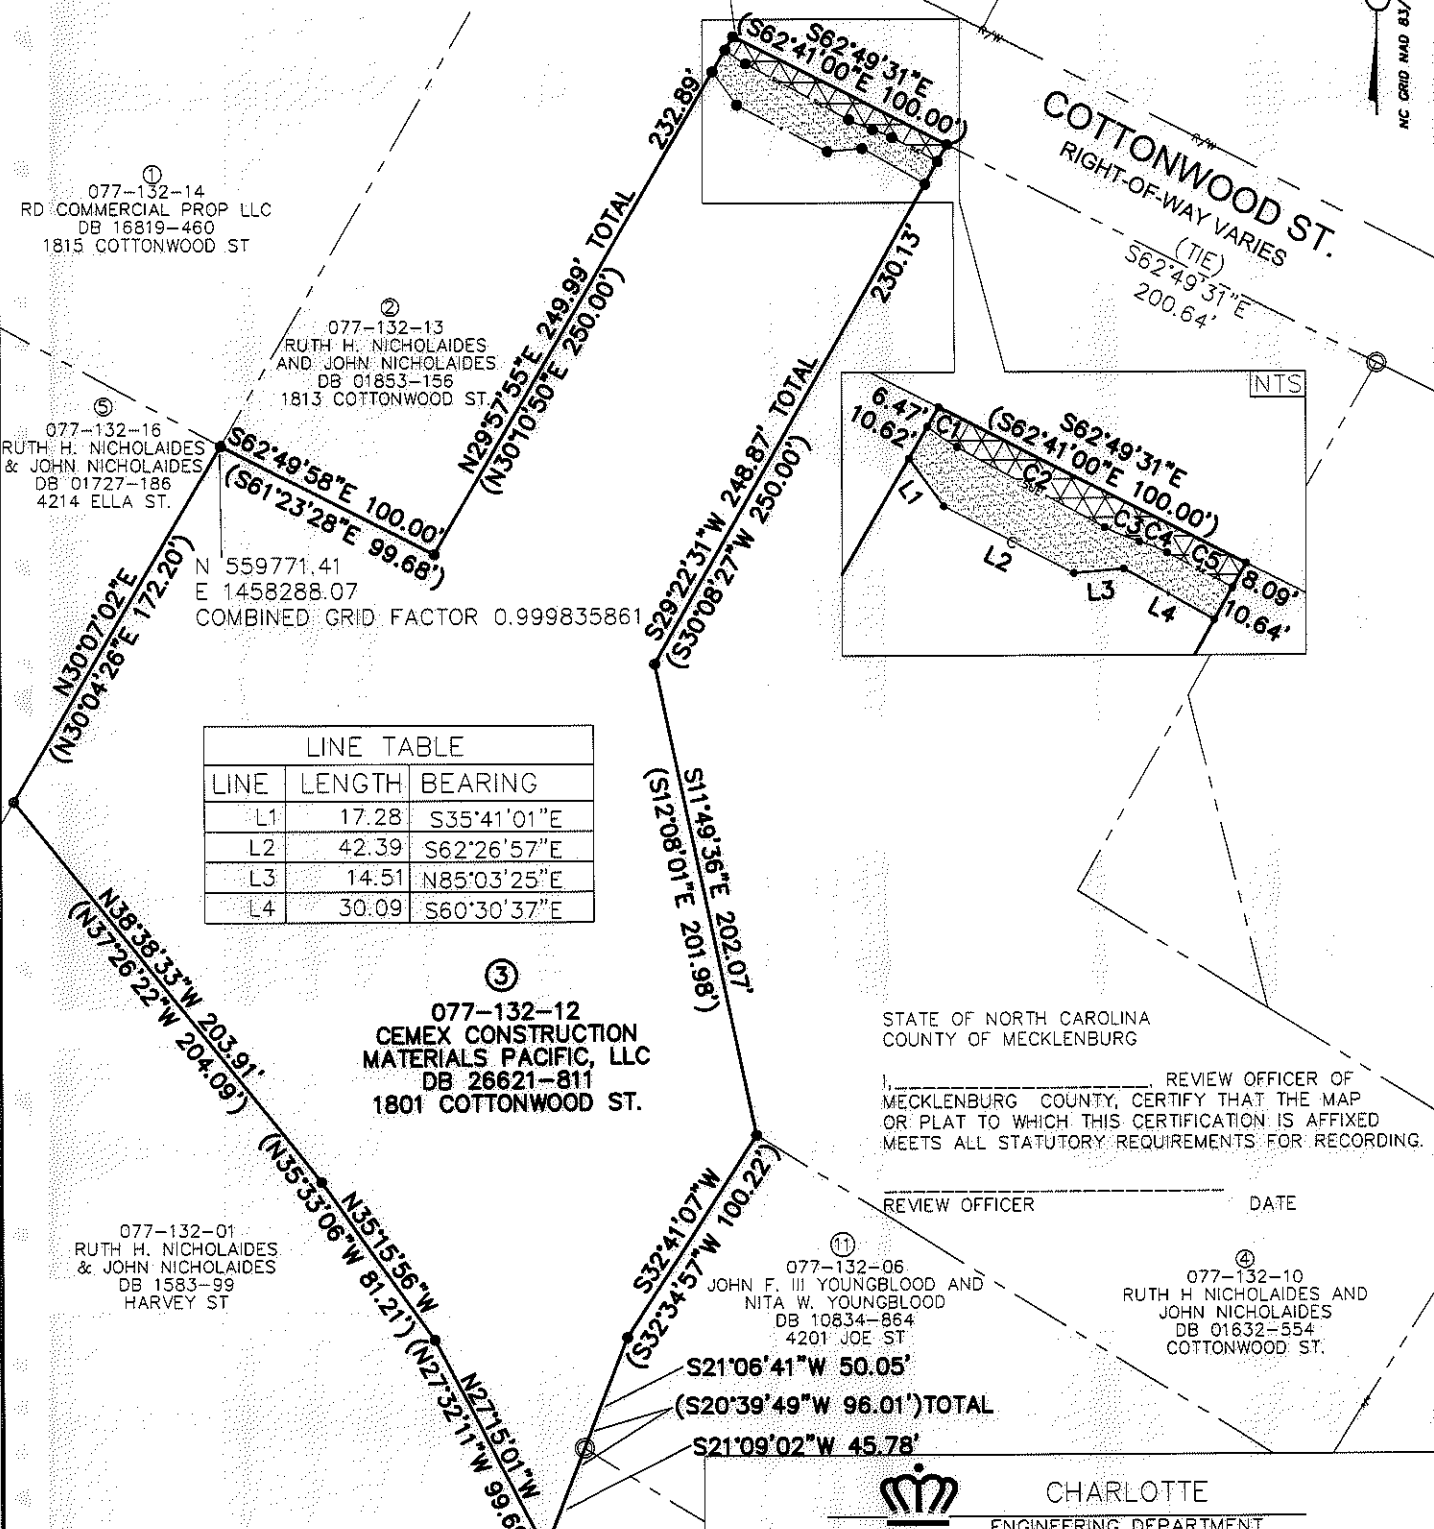 NC GRID NAD 83/
R/W
S62°49'31"E
(S62°41'00"E 100.00')
232.89'
COTTONWOOD ST.
RIGHT-OF-WAY VARIES
R/W
(TIE)
S62°49'31"E
200.64'
①
077-132-14
RD COMMERCIAL PROP LLC
DB 16819-460
1815 COTTONWOOD ST
N29°57'55"E 249.99' TOTAL
(N30°10'50"E 250.00')
230.13'
②
077-132-13
RUTH H. NICHOLAIDES
AND JOHN NICHOLAIDES
DB 01853-156
1813 COTTONWOOD ST.
S29°22'31"W 248.87' TOTAL
(S30°08'27"W 250.00')
NTS
6.47'
10.62'
C1
S62°49'31"E
(S62°41'00"E 100.00')
C2
C3
C4
C5
L1
L2
L3
L4
8.09'
10.64'
⑤
077-132-16
RUTH H. NICHOLAIDES
& JOHN NICHOLAIDES
DB 01727-186
4214 ELLA ST.
S62°49'58"E 100.00'
(S61°23'28"E 99.68')
N 559771.41
E 1458288.07
COMBINED GRID FACTOR 0.999835861
N30°07'02"E
(N30°04'26"E 172.20')
LINE TABLE
LINE LENGTH BEARING
L1 17.28 S35°41'01"E
L2 42.39 S62°26'57"E
L3 14.51 N85°03'25"E
L4 30.09 S60°30'37"E
S11°49'36"E 202.07'
(S12°08'01"E 201.98')
N38°38'33"W 203.91'
(N37°26'22"W 204.09')
③
077-132-12
CEMEX CONSTRUCTION
MATERIALS PACIFIC, LLC
DB 26621-811
1801 COTTONWOOD ST.
STATE OF NORTH CAROLINA
COUNTY OF MECKLENBURG
I,____________________, REVIEW OFFICER OF
MECKLENBURG COUNTY, CERTIFY THAT THE MAP
OR PLAT TO WHICH THIS CERTIFICATION IS AFFIXED
MEETS ALL STATUTORY REQUIREMENTS FOR RECORDING.
REVIEW OFFICER DATE
N35°15'56"W
(N35°33'06"W 81.21')
S32°41'07"W
(S32°34'57"W 100.22')
077-132-01
RUTH H. NICHOLAIDES
& JOHN NICHOLAIDES
DB 1583-99
HARVEY ST
⑪
077-132-06
JOHN F. III YOUNGBLOOD AND
NITA W. YOUNGBLOOD
DB 10834-864
4201 JOE ST
④
077-132-10
RUTH H NICHOLAIDES AND
JOHN NICHOLAIDES
DB 01632-554
COTTONWOOD ST.
N27°15'01"W
(N27°32'11"W 99.6
S21°06'41"W 50.05'
(S20°39'49"W 96.01')TOTAL
S21°09'02"W 45.78'
CHARLOTTE
ENGINEERING DEPARTMENT